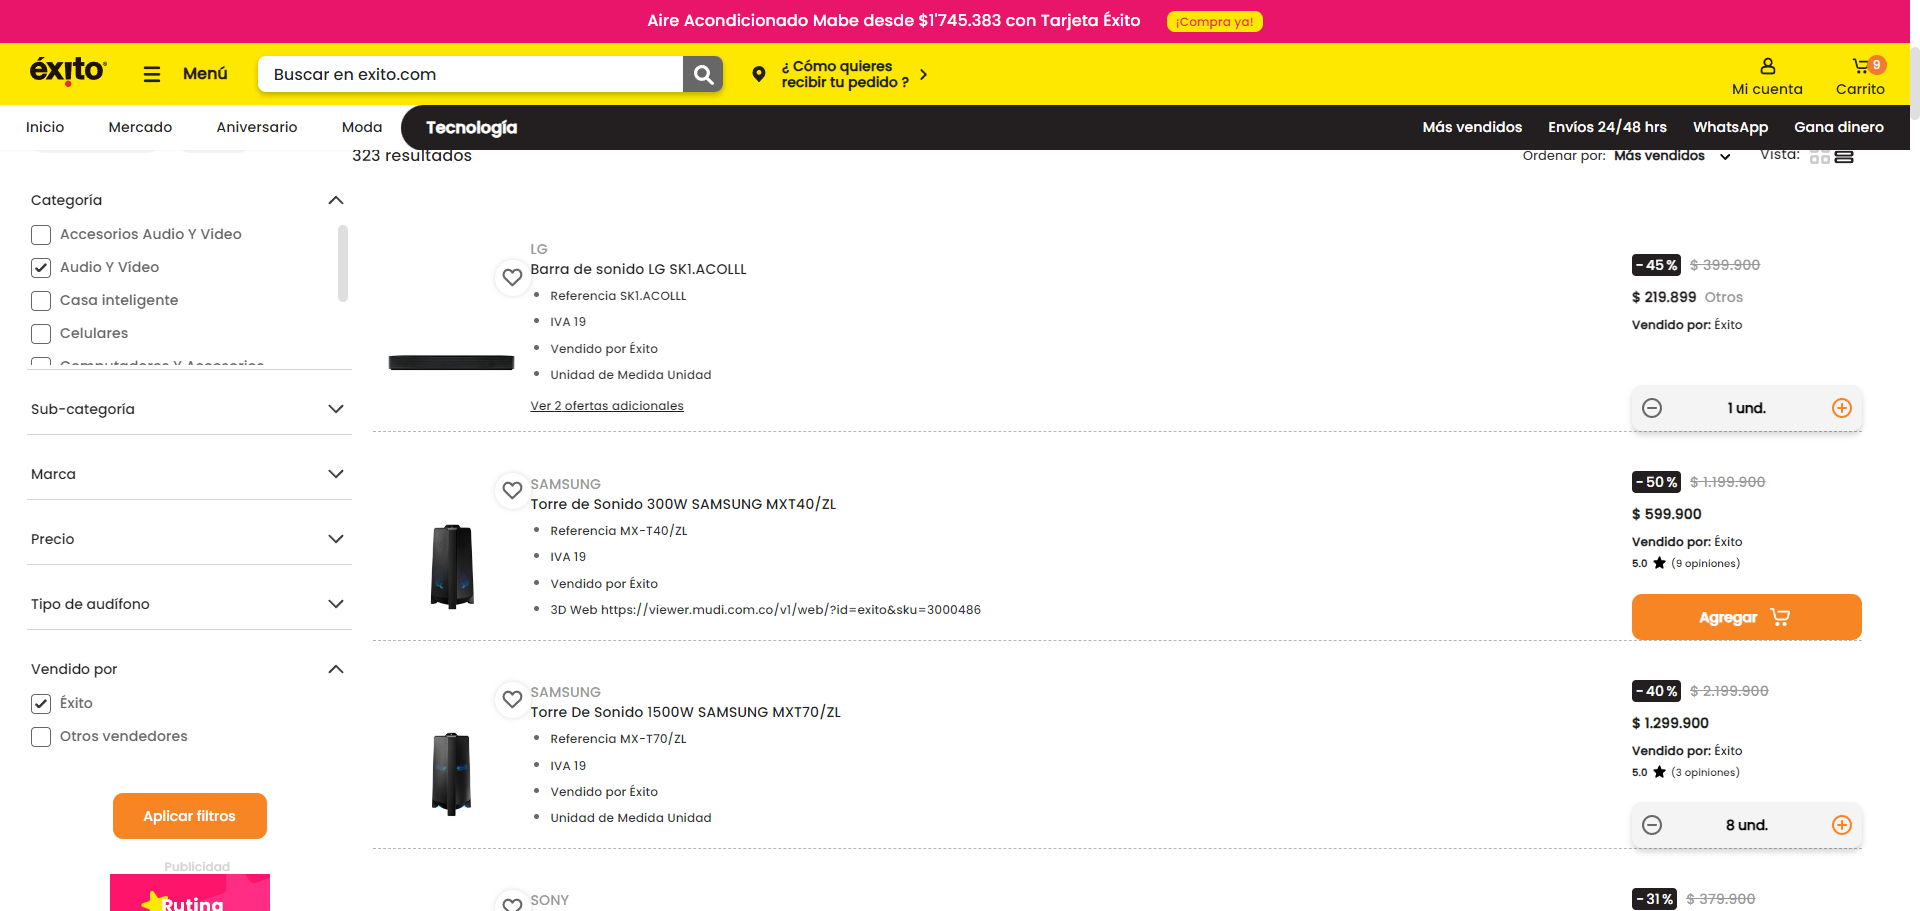 Aire Acondicionado Mabe desde $1'745.383 con Tarjeta Éxito ¡Compra ya!
éxito
Menú
Buscar en exito.com
¿ Cómo quieres
recibir tu pedido ?
Mi cuenta
9
Carrito
Inicio Mercado Aniversario Moda Tecnología Más vendidos Envíos 24/48 hrs WhatsApp Gana dinero
323 resultados
Ordenar por: Más vendidos Vista:
Categoría
Accesorios Audio Y Video
Audio Y Vídeo
Casa inteligente
Celulares
Computadores Y Accesorios
Sub-categoría
Marca
Precio
Tipo de audífono
Vendido por
Éxito
Otros vendedores
Aplicar filtros
Publicidad
Rutina
LG
Barra de sonido LG SK1.ACOLLL
Referencia SK1.ACOLLL
IVA 19
Vendido por Éxito
Unidad de Medida Unidad
Ver 2 ofertas adicionales
-45% $ 399.900
$ 219.899 Otros
Vendido por: Éxito
1 und.
SAMSUNG
Torre de Sonido 300W SAMSUNG MXT40/ZL
Referencia MX-T40/ZL
IVA 19
Vendido por Éxito
3D Web https://viewer.mudi.com.co/v1/web/?id=exito&sku=3000486
-50% $ 1.199.900
$ 599.900
Vendido por: Éxito
5.0 (9 opiniones)
Agregar
SAMSUNG
Torre De Sonido 1500W SAMSUNG MXT70/ZL
Referencia MX-T70/ZL
IVA 19
Vendido por Éxito
Unidad de Medida Unidad
-40% $ 2.199.900
$ 1.299.900
Vendido por: Éxito
5.0 (3 opiniones)
8 und.
SONY
-31% $ 379.900